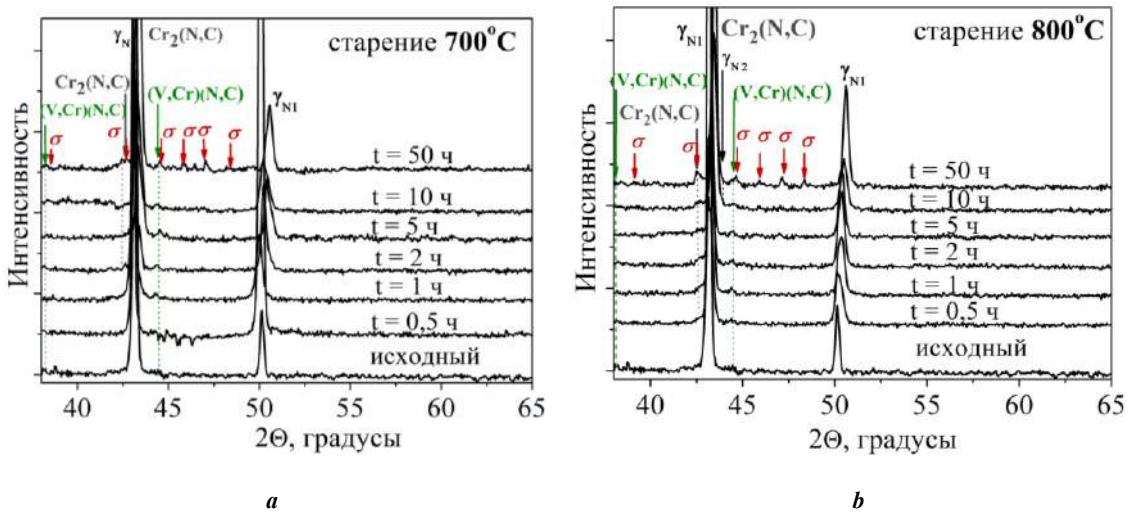 γN Cr2(N,C) старение 700°C
Cr2(N,C)
(V,Cr)(N,C) (V,Cr)(N,C)
σ σ σ σ σ σ
γN1
t = 50 ч
t = 10 ч
t = 5 ч
t = 2 ч
t = 1 ч
t = 0,5 ч
исходный
Интенсивность
40 45 50 55 60 65
2Θ, градусы
a
γN1 Cr2(N,C) старение 800°C
γN2
(V,Cr)(N,C) (V,Cr)(N,C)
γN1
Cr2(N,C)
σ σ σ σ σ
t = 50 ч
t = 10 ч
t = 5 ч
t = 2 ч
t = 1 ч
t = 0,5 ч
исходный
Интенсивность
40 45 50 55 60 65
2Θ, градусы
b